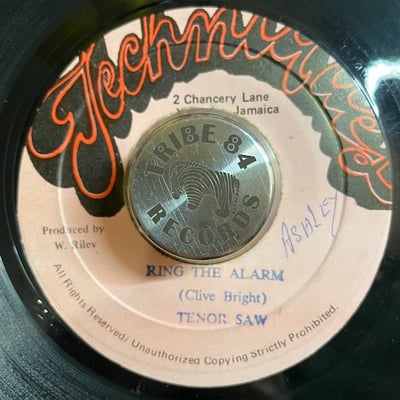 Techniques
2 Chancery Lane
Jamaica
TRIBE 84
RECORDS
Produced by
W. Riley
ASHLEY
RING THE ALARM
(Clive Bright)
TENOR SAW
All Rights Reserved. Unauthorized Copying Strictly Prohibited.